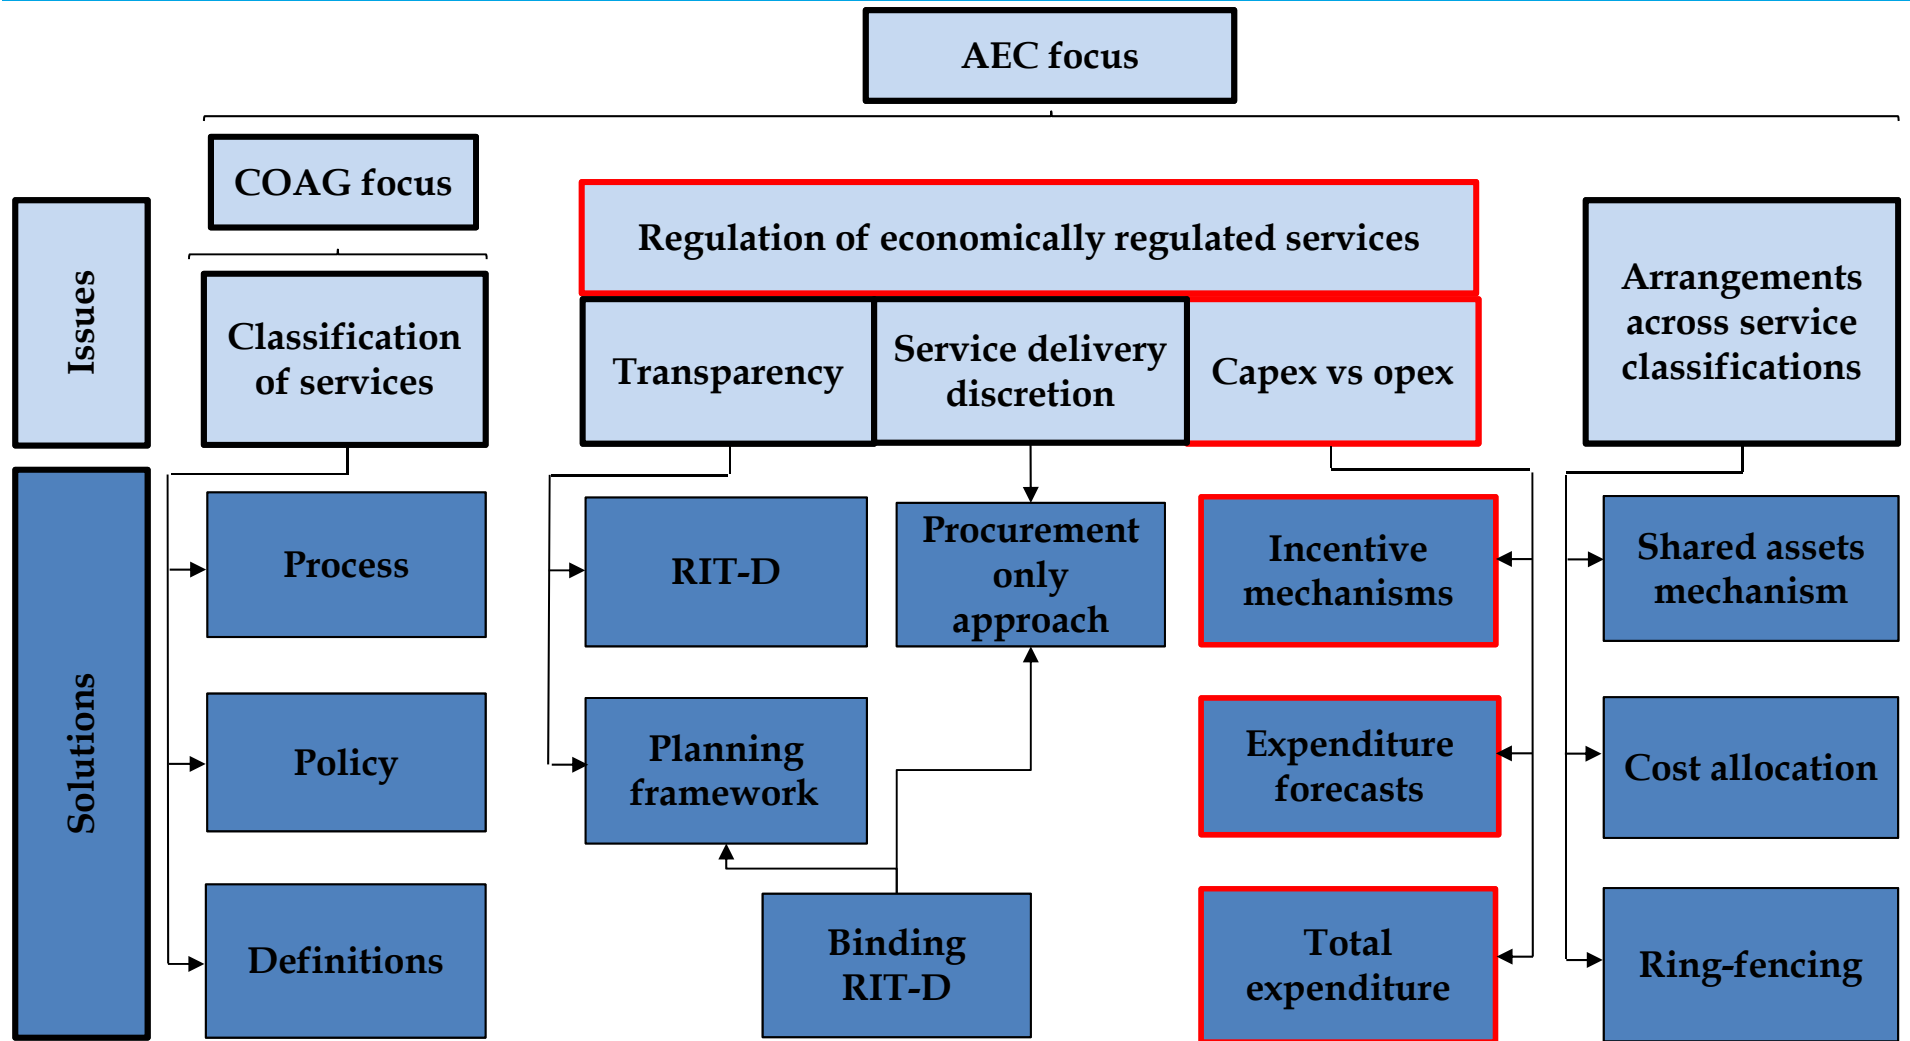 AEC focus
COAG focus
Issues
Classification
of services
Regulation of economically regulated services
Transparency
Service delivery
discretion
Capex vs opex
Arrangements
across service
classifications
Solutions
Process
Policy
Definitions
RIT-D
Planning
framework
Binding
RIT-D
Procurement
only
approach
Incentive
mechanisms
Expenditure
forecasts
Total
expenditure
Shared assets
mechanism
Cost allocation
Ring-fencing